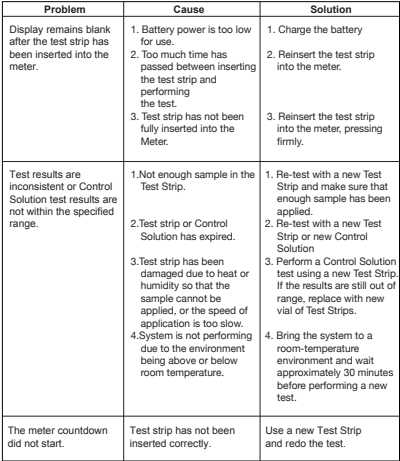 Problem
Cause
Solution
Display remains blank
after the test strip has
been inserted into the
meter.
1. Battery power is too low
for use.
2. Too much time has
passed between inserting
the test strip and
performing
the test.
3. Test strip has not been
fully inserted into the
Meter.
1. Charge the battery
2. Reinsert the test strip
into the meter.
3. Reinsert the test strip
into the meter, pressing
firmly.
Test results are
inconsistent or Control
Solution test results are
not within the specified
range.
1.Not enough sample in the
Test Strip.
2.Test strip or Control
Solution has expired.
3.Test strip has been
damaged due to heat or
humidity so that the
sample cannot be
applied, or the speed of
application is too slow.
4.System is not performing
due to the environment
being above or below
room temperature.
1. Re-test with a new Test
Strip and make sure that
enough sample has been
applied.
2. Re-test with a new Test
Strip or new Control
Solution
3. Perform a Control Solution
test using a new Test Strip.
If the results are still out of
range, replace with new
vial of Test Strips.
4. Bring the system to a
room-temperature
environment and wait
approximately 30 minutes
before performing a new
test.
The meter countdown
did not start.
Test strip has not been
inserted correctly.
Use a new Test Strip
and redo the test.